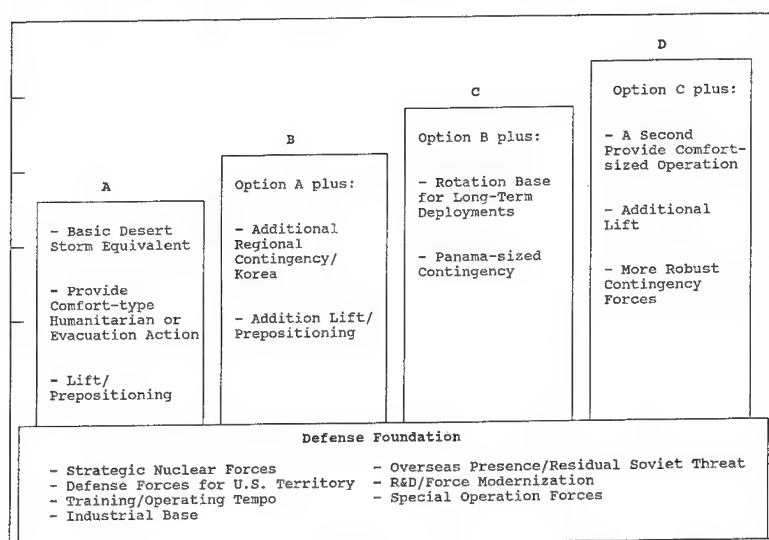 A
- Basic Desert
Storm Equivalent
- Provide
Comfort-type
Humanitarian or
Evacuation Action
- Lift/
Prepositioning
B
Option A plus:
- Additional
Regional
Contingency/
Korea
- Addition Lift/
Prepositioning
C
Option B plus:
- Rotation Base
for Long-Term
Deployments
- Panama-sized
Contingency
D
Option C plus:
- A Second
Provide Comfort-
sized Operation
- Additional
Lift
- More Robust
Contingency
Forces
Defense Foundation
- Strategic Nuclear Forces
- Defense Forces for U.S. Territory
- Training/Operating Tempo
- Industrial Base
- Overseas Presence/Residual Soviet Threat
- R&D/Force Modernization
- Special Operation Forces